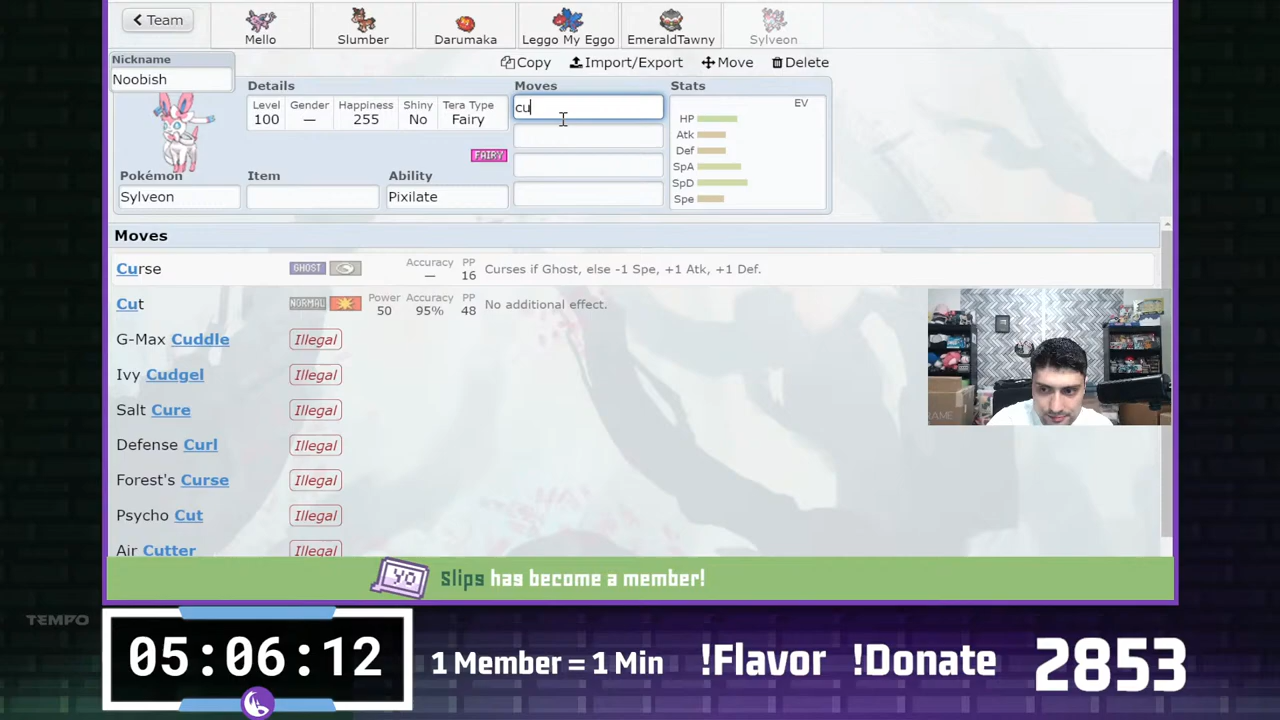 Team
Mello
Slumber
Darumaka
Leggo My Eggo
EmeraldTawny
Sylveon
Nickname
Noobish
Copy
Import/Export
Move
Delete
Details
Moves
Stats
Level
100
Gender
—
Happiness
255
Shiny
No
Tera Type
Fairy
cu
EV
HP
Atk
Def
SpA
SpD
Spe
FAIRY
Pokémon
Sylveon
Item
Ability
Pixilate
Moves
Curse GHOST Accuracy — PP 16 Curses if Ghost, else -1 Spe, +1 Atk, +1 Def.
Cut NORMAL Power 50 Accuracy 95% PP 48 No additional effect.
G-Max Cuddle Illegal
Ivy Cudgel Illegal
Salt Cure Illegal
Defense Curl Illegal
Forest's Curse Illegal
Psycho Cut Illegal
Air Cutter Illegal
YO
Slips has become a member!
TEMPO
05:06:12
1 Member = 1 Min
!Flavor
!Donate
2853